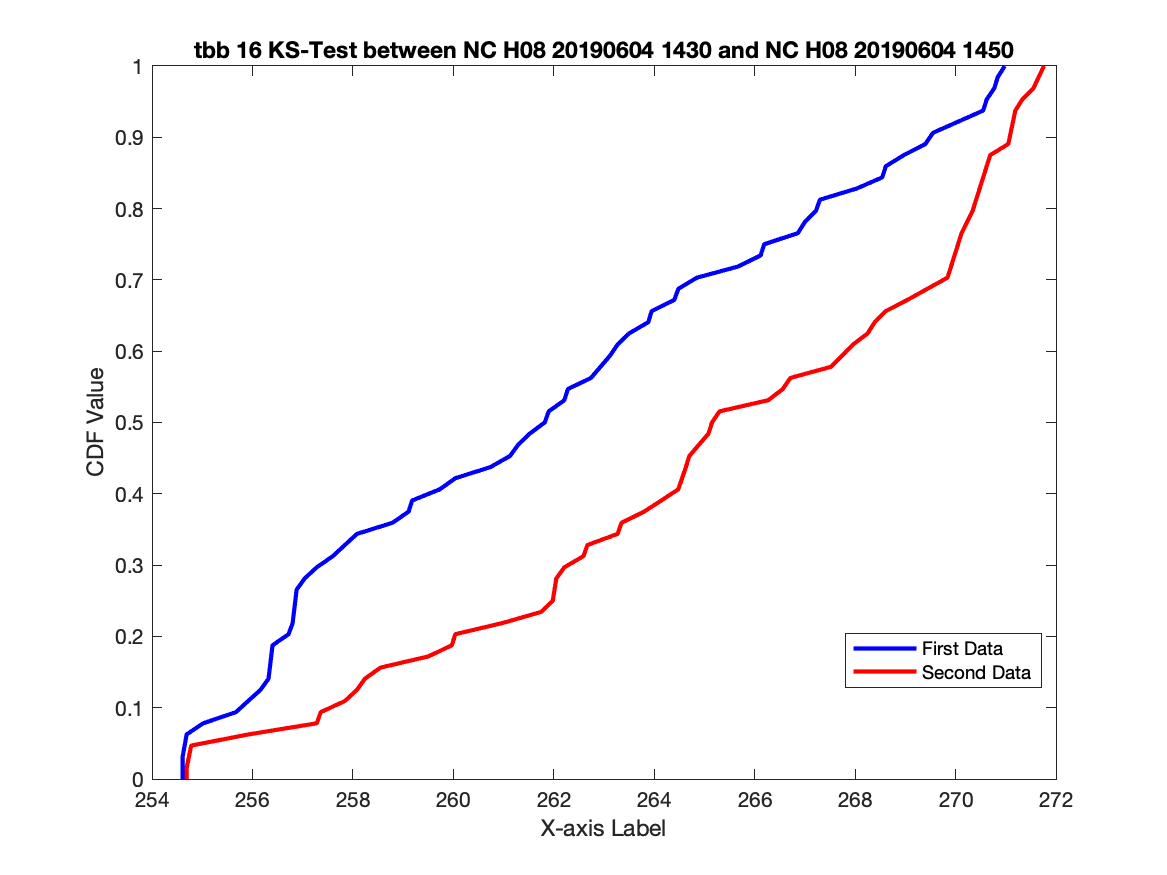 tbb 16 KS-Test between NC H08 20190604 1430 and NC H08 20190604 1450
1
0.9
0.8
0.7
0.6
0.5
0.4
0.3
0.2
0.1
0
CDF Value
First Data
Second Data
254 256 258 260 262 264 266 268 270 272
X-axis Label